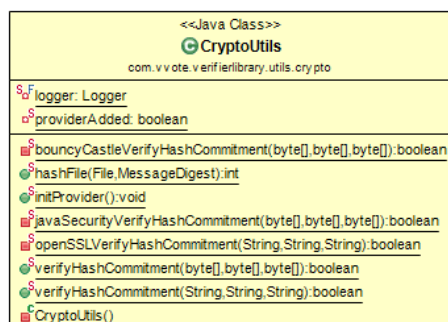 <<Java Class>>
CryptoUtils
com.vvote.verifierlibrary.utils.crypto
logger: Logger
providerAdded: boolean
bouncyCastleVerifyHashCommitment(byte[],byte[],byte[]):boolean
hashFile(File,MessageDigest):int
initProvider():void
javaSecurityVerifyHashCommitment(byte[],byte[],byte[]):boolean
openSSLVerifyHashCommitment(String,String,String):boolean
verifyHashCommitment(byte[],byte[],byte[]):boolean
verifyHashCommitment(String,String,String):boolean
CryptoUtils()